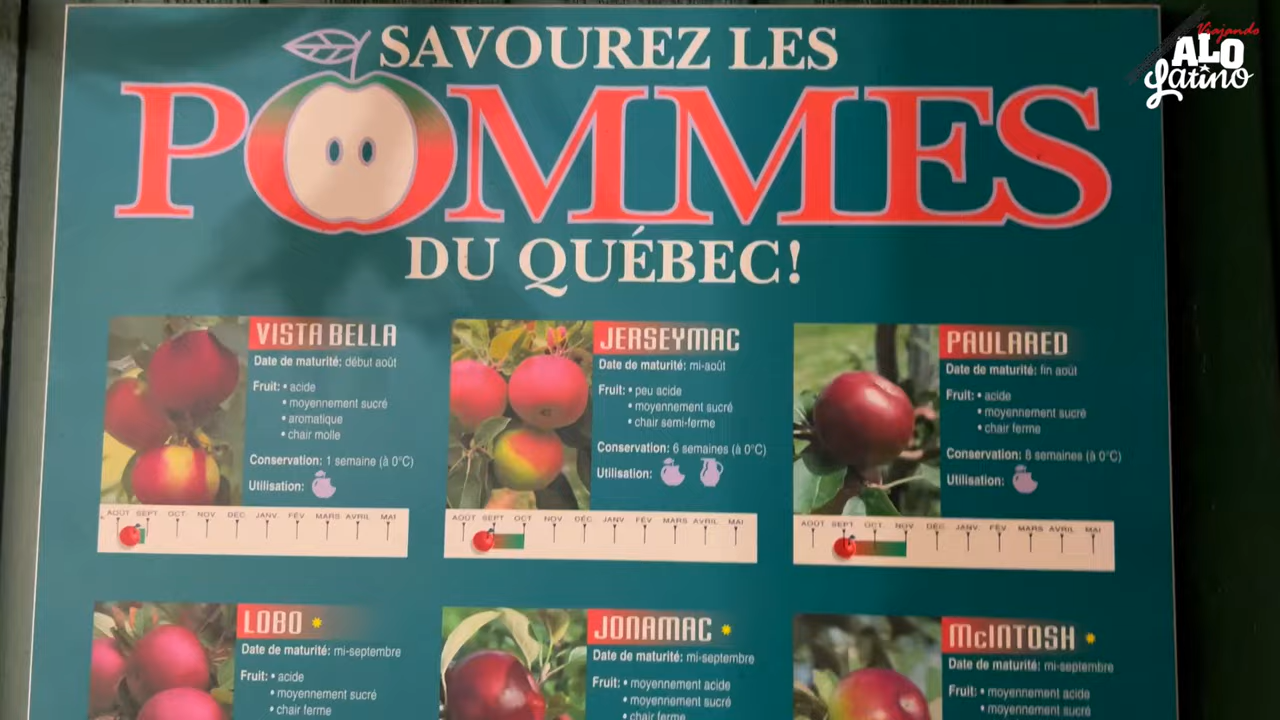 SAVOUREZ LES
POMMES
DU QUÉBEC!
Viajando
ALO
Latino
VISTA BELLA
Date de maturité: début août
Fruit: • acide
• moyennement sucré
• aromatique
• chair molle
Conservation: 1 semaine (à 0°C)
Utilisation:
AOÛT SEPT. OCT. NOV DÉC. JANV. FÉV. MARS AVRIL MAI
JERSEYMAC
Date de maturité: mi-août
Fruit: • peu acide
• moyennement sucré
• chair semi-ferme
Conservation: 6 semaines (à 0°C)
Utilisation:
AOÛT SEPT. OCT NOV DÉC. JANV FÉV. MARS AVRIL MAI
PAULARED
Date de maturité: fin août
Fruit: • acide
• moyennement sucré
• chair ferme
Conservation: 8 semaines (à 0°C)
Utilisation:
AOÛT SEPT. OCT. NOV DÉC. JANV. FÉV. MARS AVRIL MAI
LOBO
Date de maturité: mi-septembre
Fruit: • acide
• moyennement sucré
• chair ferme
JONAMAC
Date de maturité: mi-septembre
Fruit: • moyennement acide
• moyennement sucré
• chair ferme
McINTOSH
Date de maturité: mi-septembre
Fruit: • moyennement acide
• moyennement sucré